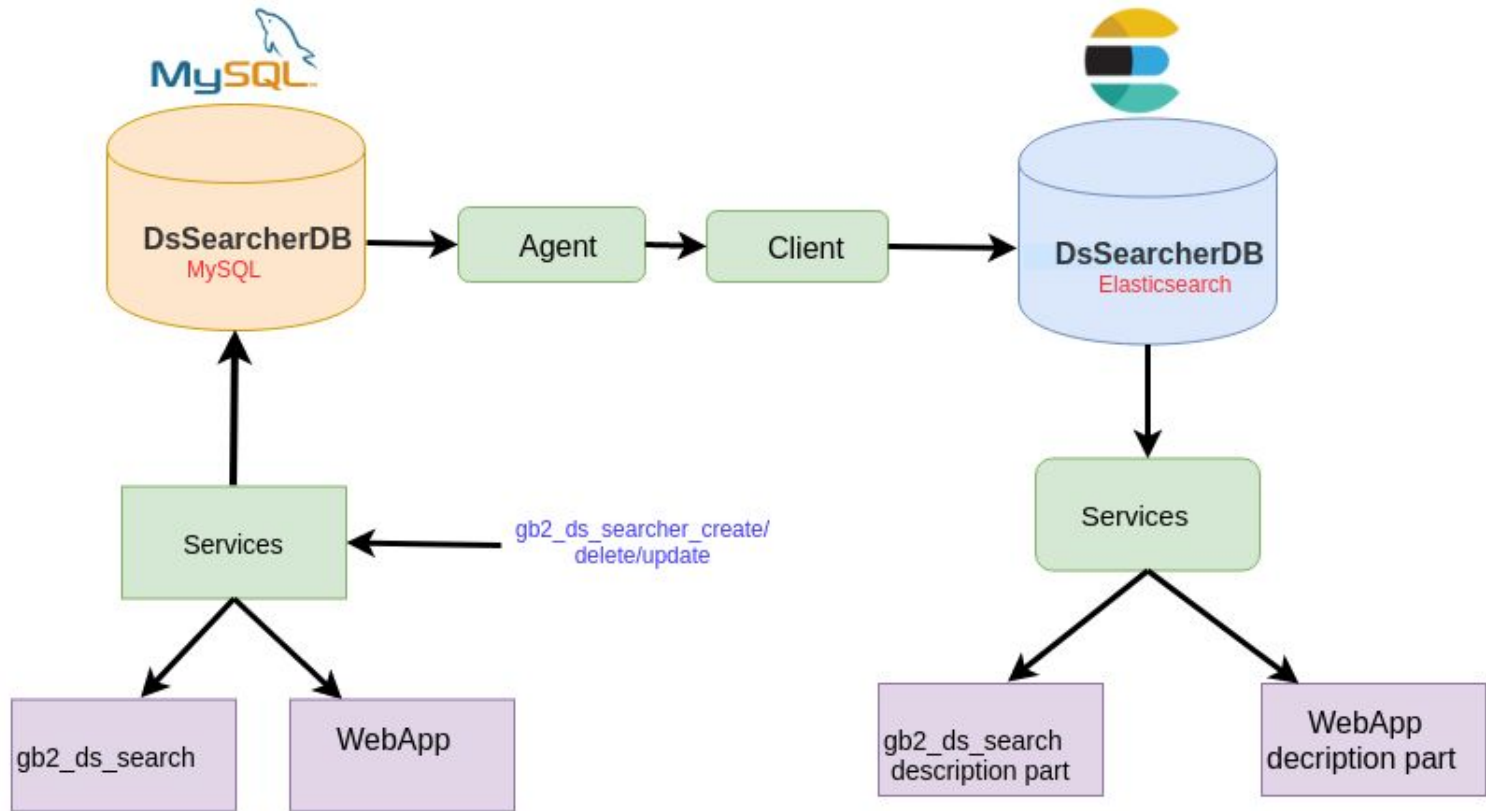 MySQL
DsSearcherDB
MySQL
Agent
Client
DsSearcherDB
Elasticsearch
Services
gb2_ds_searcher_create/
delete/update
Services
gb2_ds_search
WebApp
gb2_ds_search
description part
WebApp
decription part